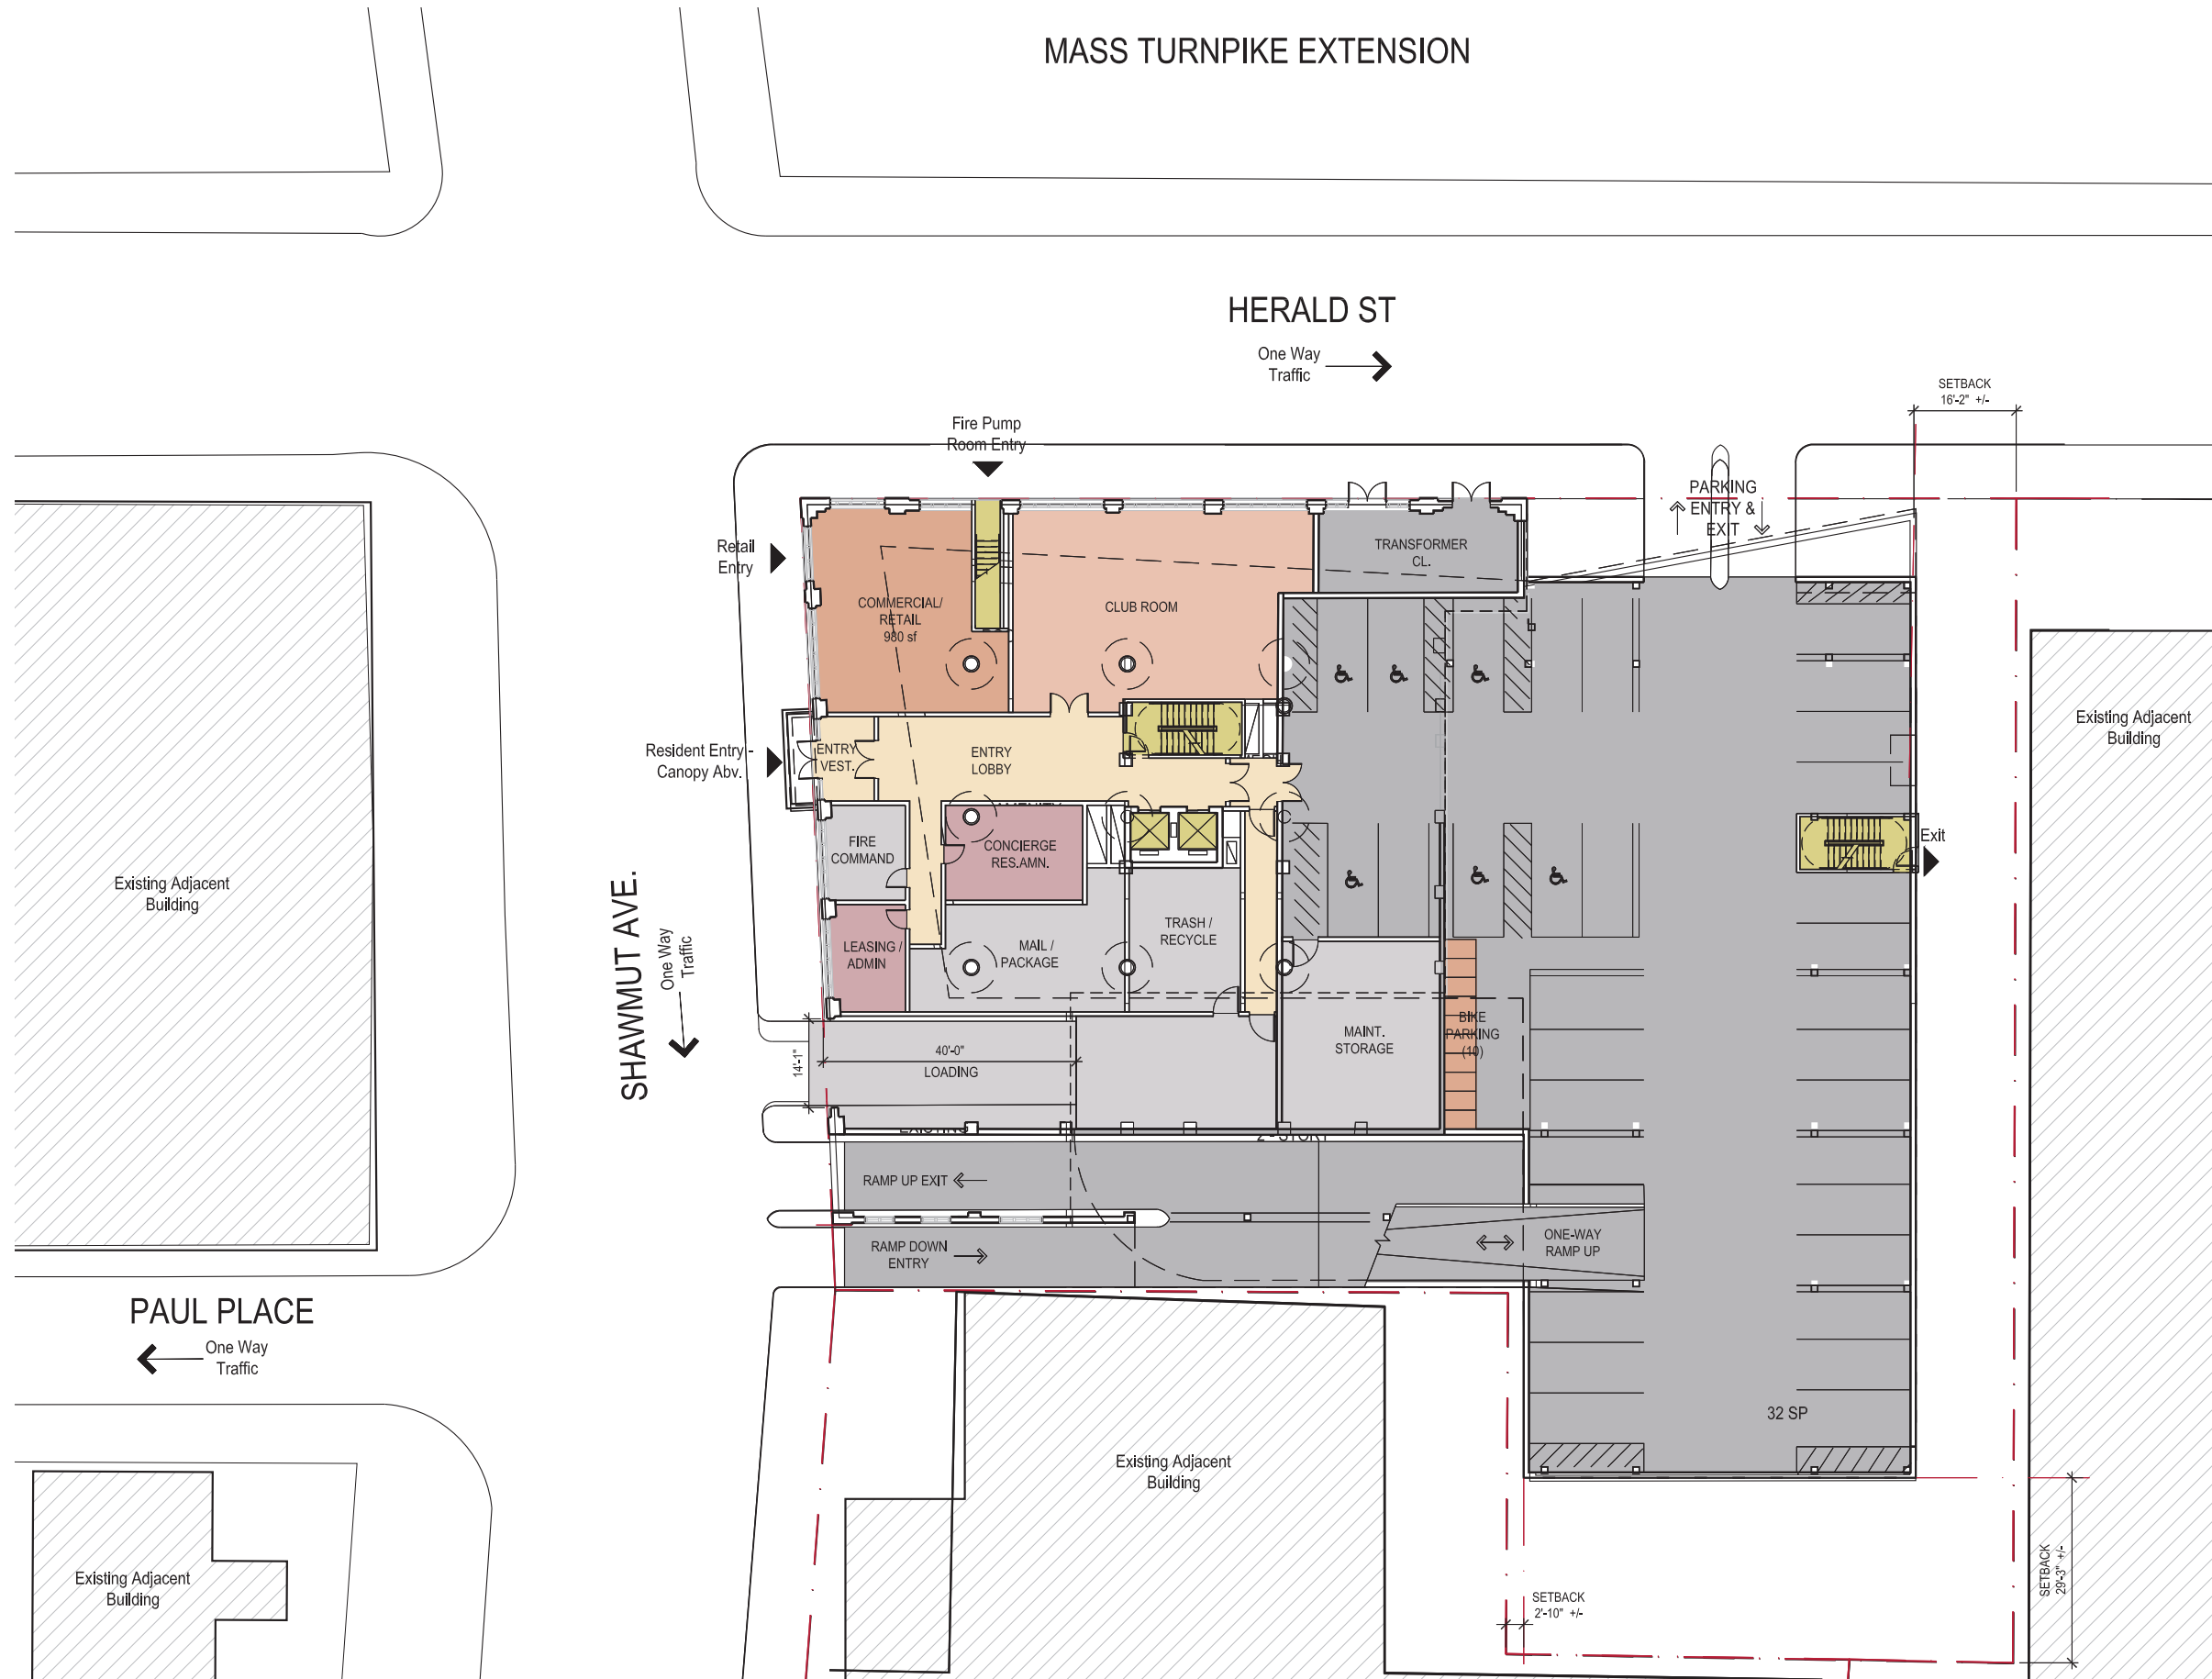 MASS TURNPIKE EXTENSION
HERALD ST
One Way
Traffic
SETBACK
16'-2" +/-
Fire Pump
Room Entry
PARKING
ENTRY &
EXIT
Retail
Entry
TRANSFORMER
CL.
COMMERCIAL/
RETAIL
980 sf
CLUB ROOM
Existing Adjacent
Building
Resident Entry -
Canopy Abv.
ENTRY
VEST.
ENTRY
LOBBY
AMENITY
FIRE
COMMAND
CONCIERGE
RES.AMN.
Exit
Existing Adjacent
Building
SHAWMUT AVE.
One Way
Traffic
LEASING /
ADMIN
MAIL /
PACKAGE
TRASH /
RECYCLE
BIKE
PARKING
(10)
MAINT.
STORAGE
14'-1"
40'-0"
LOADING
EXISTING
2 - STORY
RAMP UP EXIT
RAMP DOWN
ENTRY
ONE-WAY
RAMP UP
PAUL PLACE
One Way
Traffic
32 SP
Existing Adjacent
Building
Existing Adjacent
Building
SETBACK
2'-10" +/-
SETBACK
29'-3" +/-